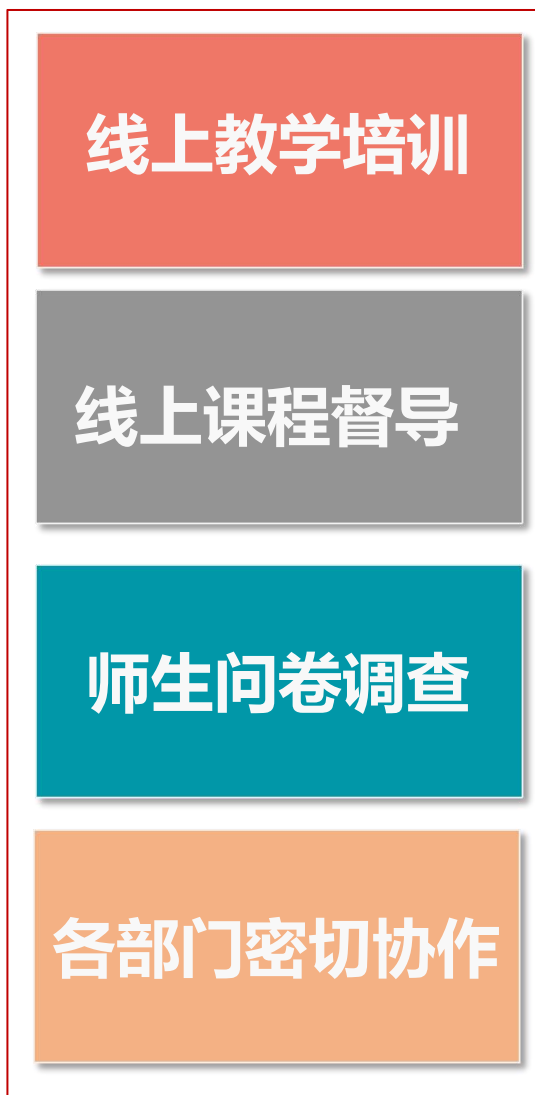 线上教学培训
线上课程督导
师生问卷调查
各部门密切协作